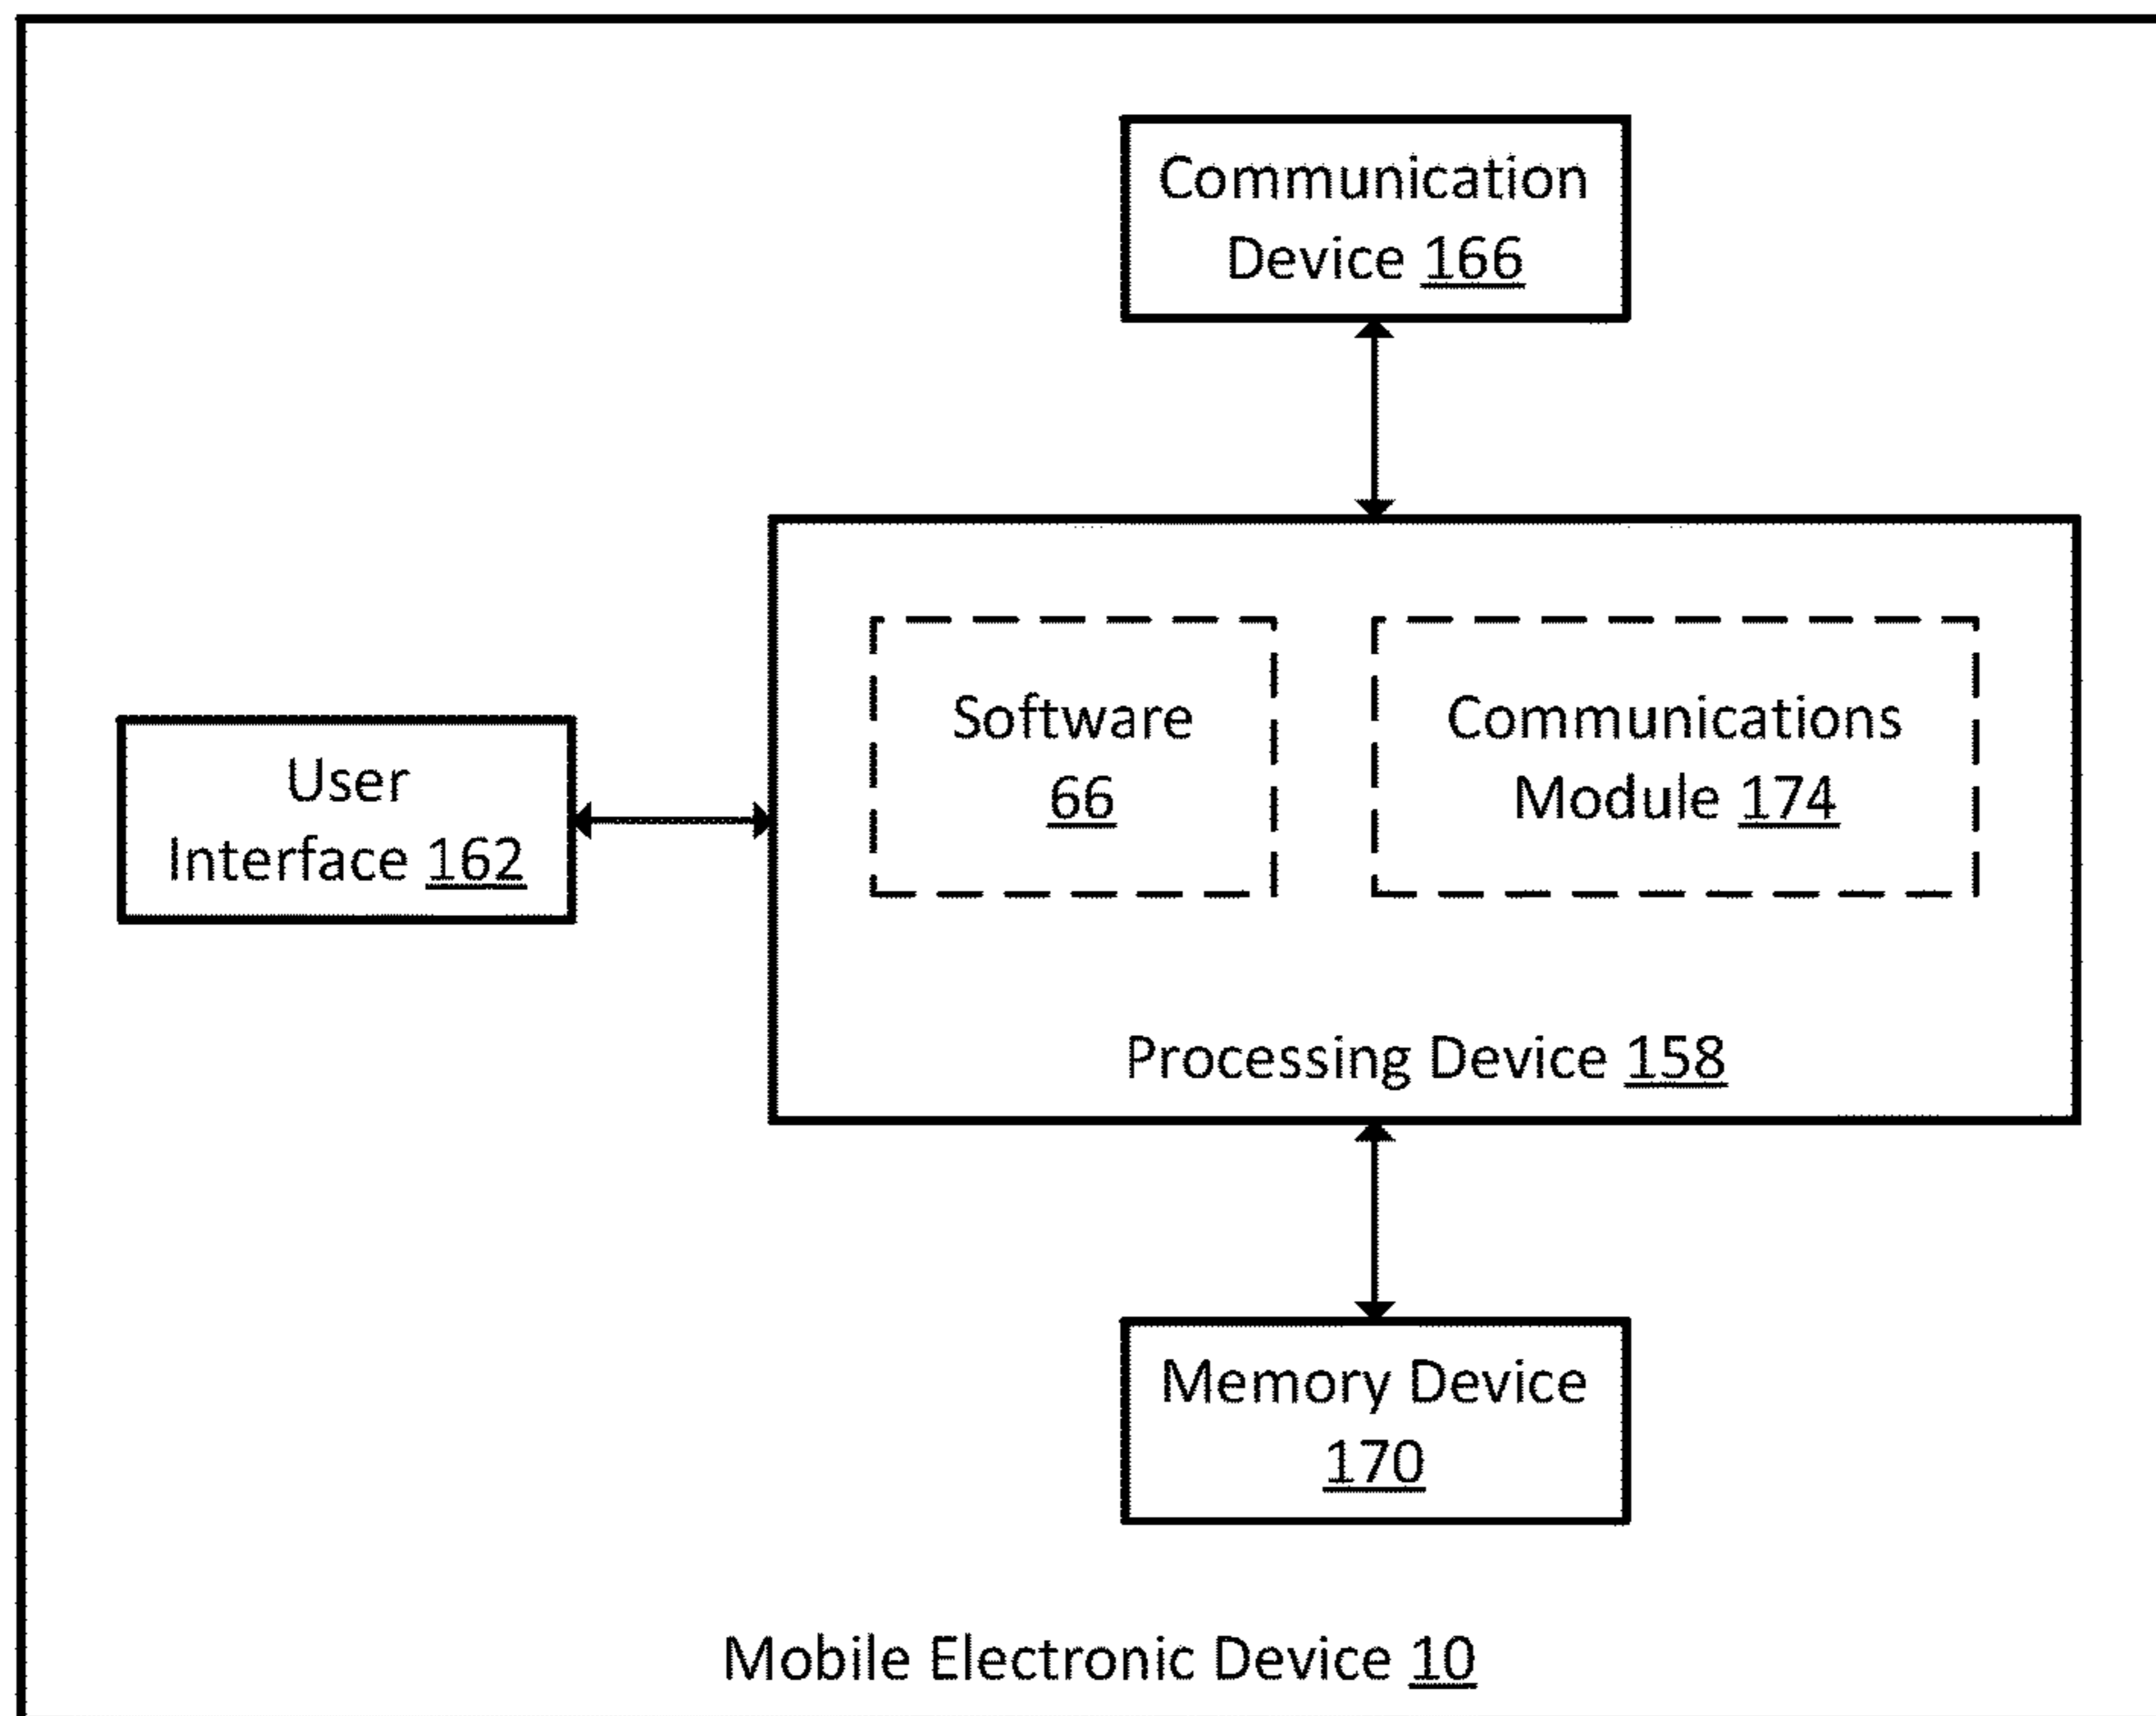 Communication
Device 166
Software
66
Communications
Module 174
User
Interface 162
Processing Device 158
Memory Device
170
Mobile Electronic Device 10